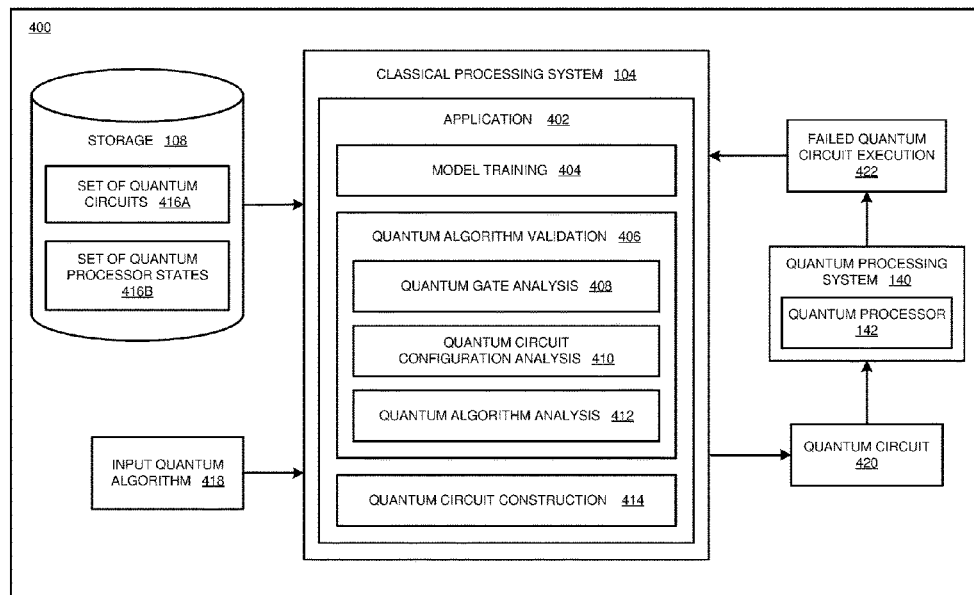 400
STORAGE 108
SET OF QUANTUM
CIRCUITS 416A
SET OF QUANTUM
PROCESSOR STATES
416B
INPUT QUANTUM
ALGORITHM 418
CLASSICAL PROCESSING SYSTEM 104
APPLICATION 402
MODEL TRAINING 404
QUANTUM ALGORITHM VALIDATION 406
QUANTUM GATE ANALYSIS 408
QUANTUM CIRCUIT
CONFIGURATION ANALYSIS 410
QUANTUM ALGORITHM ANALYSIS 412
QUANTUM CIRCUIT CONSTRUCTION 414
FAILED QUANTUM
CIRCUIT EXECUTION
422
QUANTUM PROCESSING
SYSTEM 140
QUANTUM PROCESSOR
142
QUANTUM CIRCUIT
420